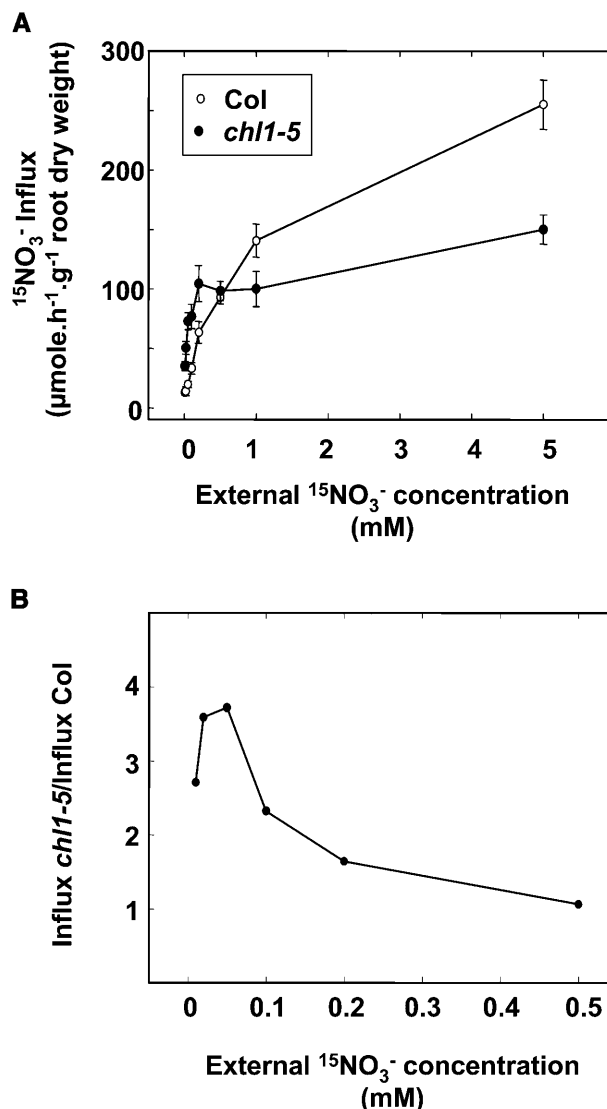 A
300
200
100
0
Col
chl1-5
¹⁵NO₃⁻ Influx
(µmole.h⁻¹.g⁻¹ root dry weight)
0 1 2 3 4 5
External ¹⁵NO₃⁻ concentration
(mM)
B
4
3
2
1
Influx chl1-5/Influx Col
0 0.1 0.2 0.3 0.4 0.5
External ¹⁵NO₃⁻ concentration
(mM)